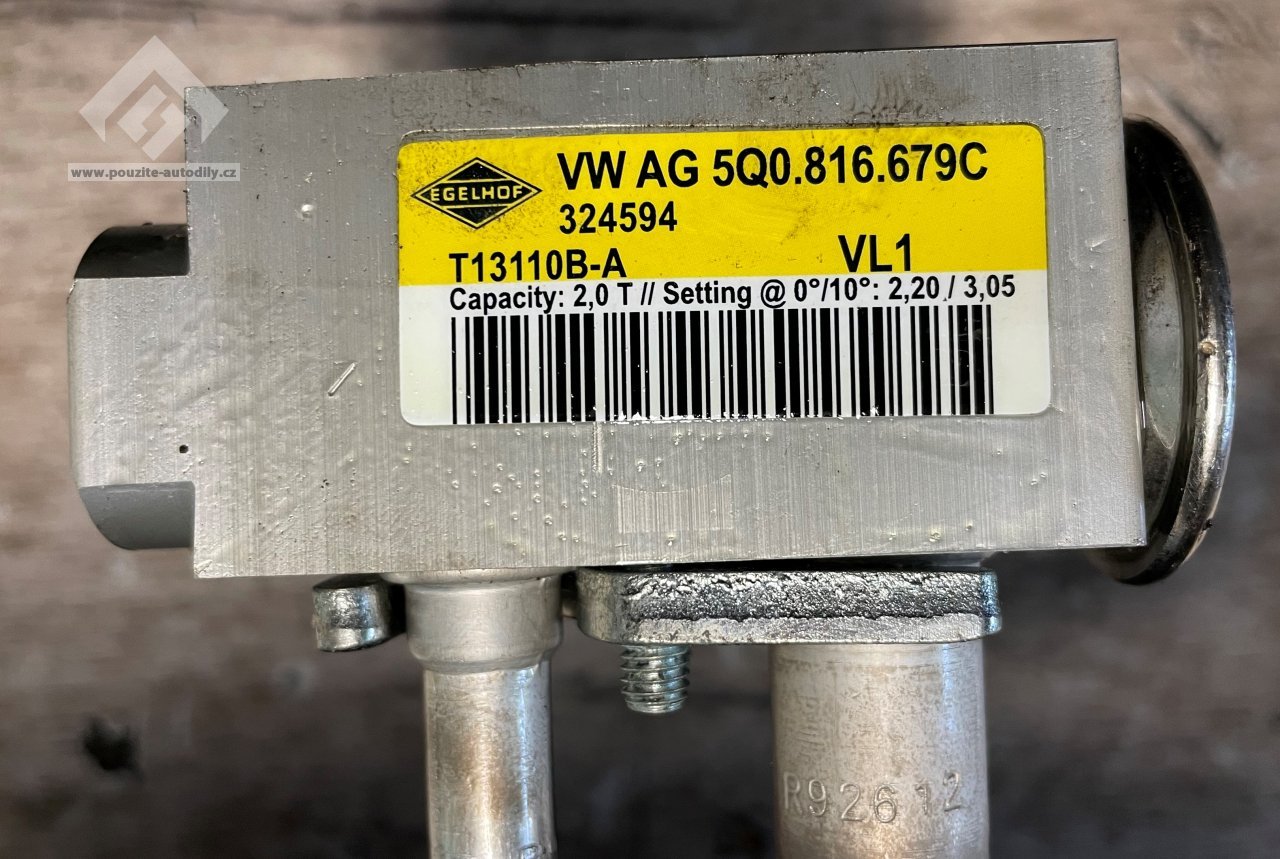 www.pouzite-autodily.cz
EGELHOF
VW AG 5Q0.816.679C
324594
T13110B-A VL1
Capacity: 2,0 T // Setting @ 0°/10°: 2,20 / 3,05
R92612